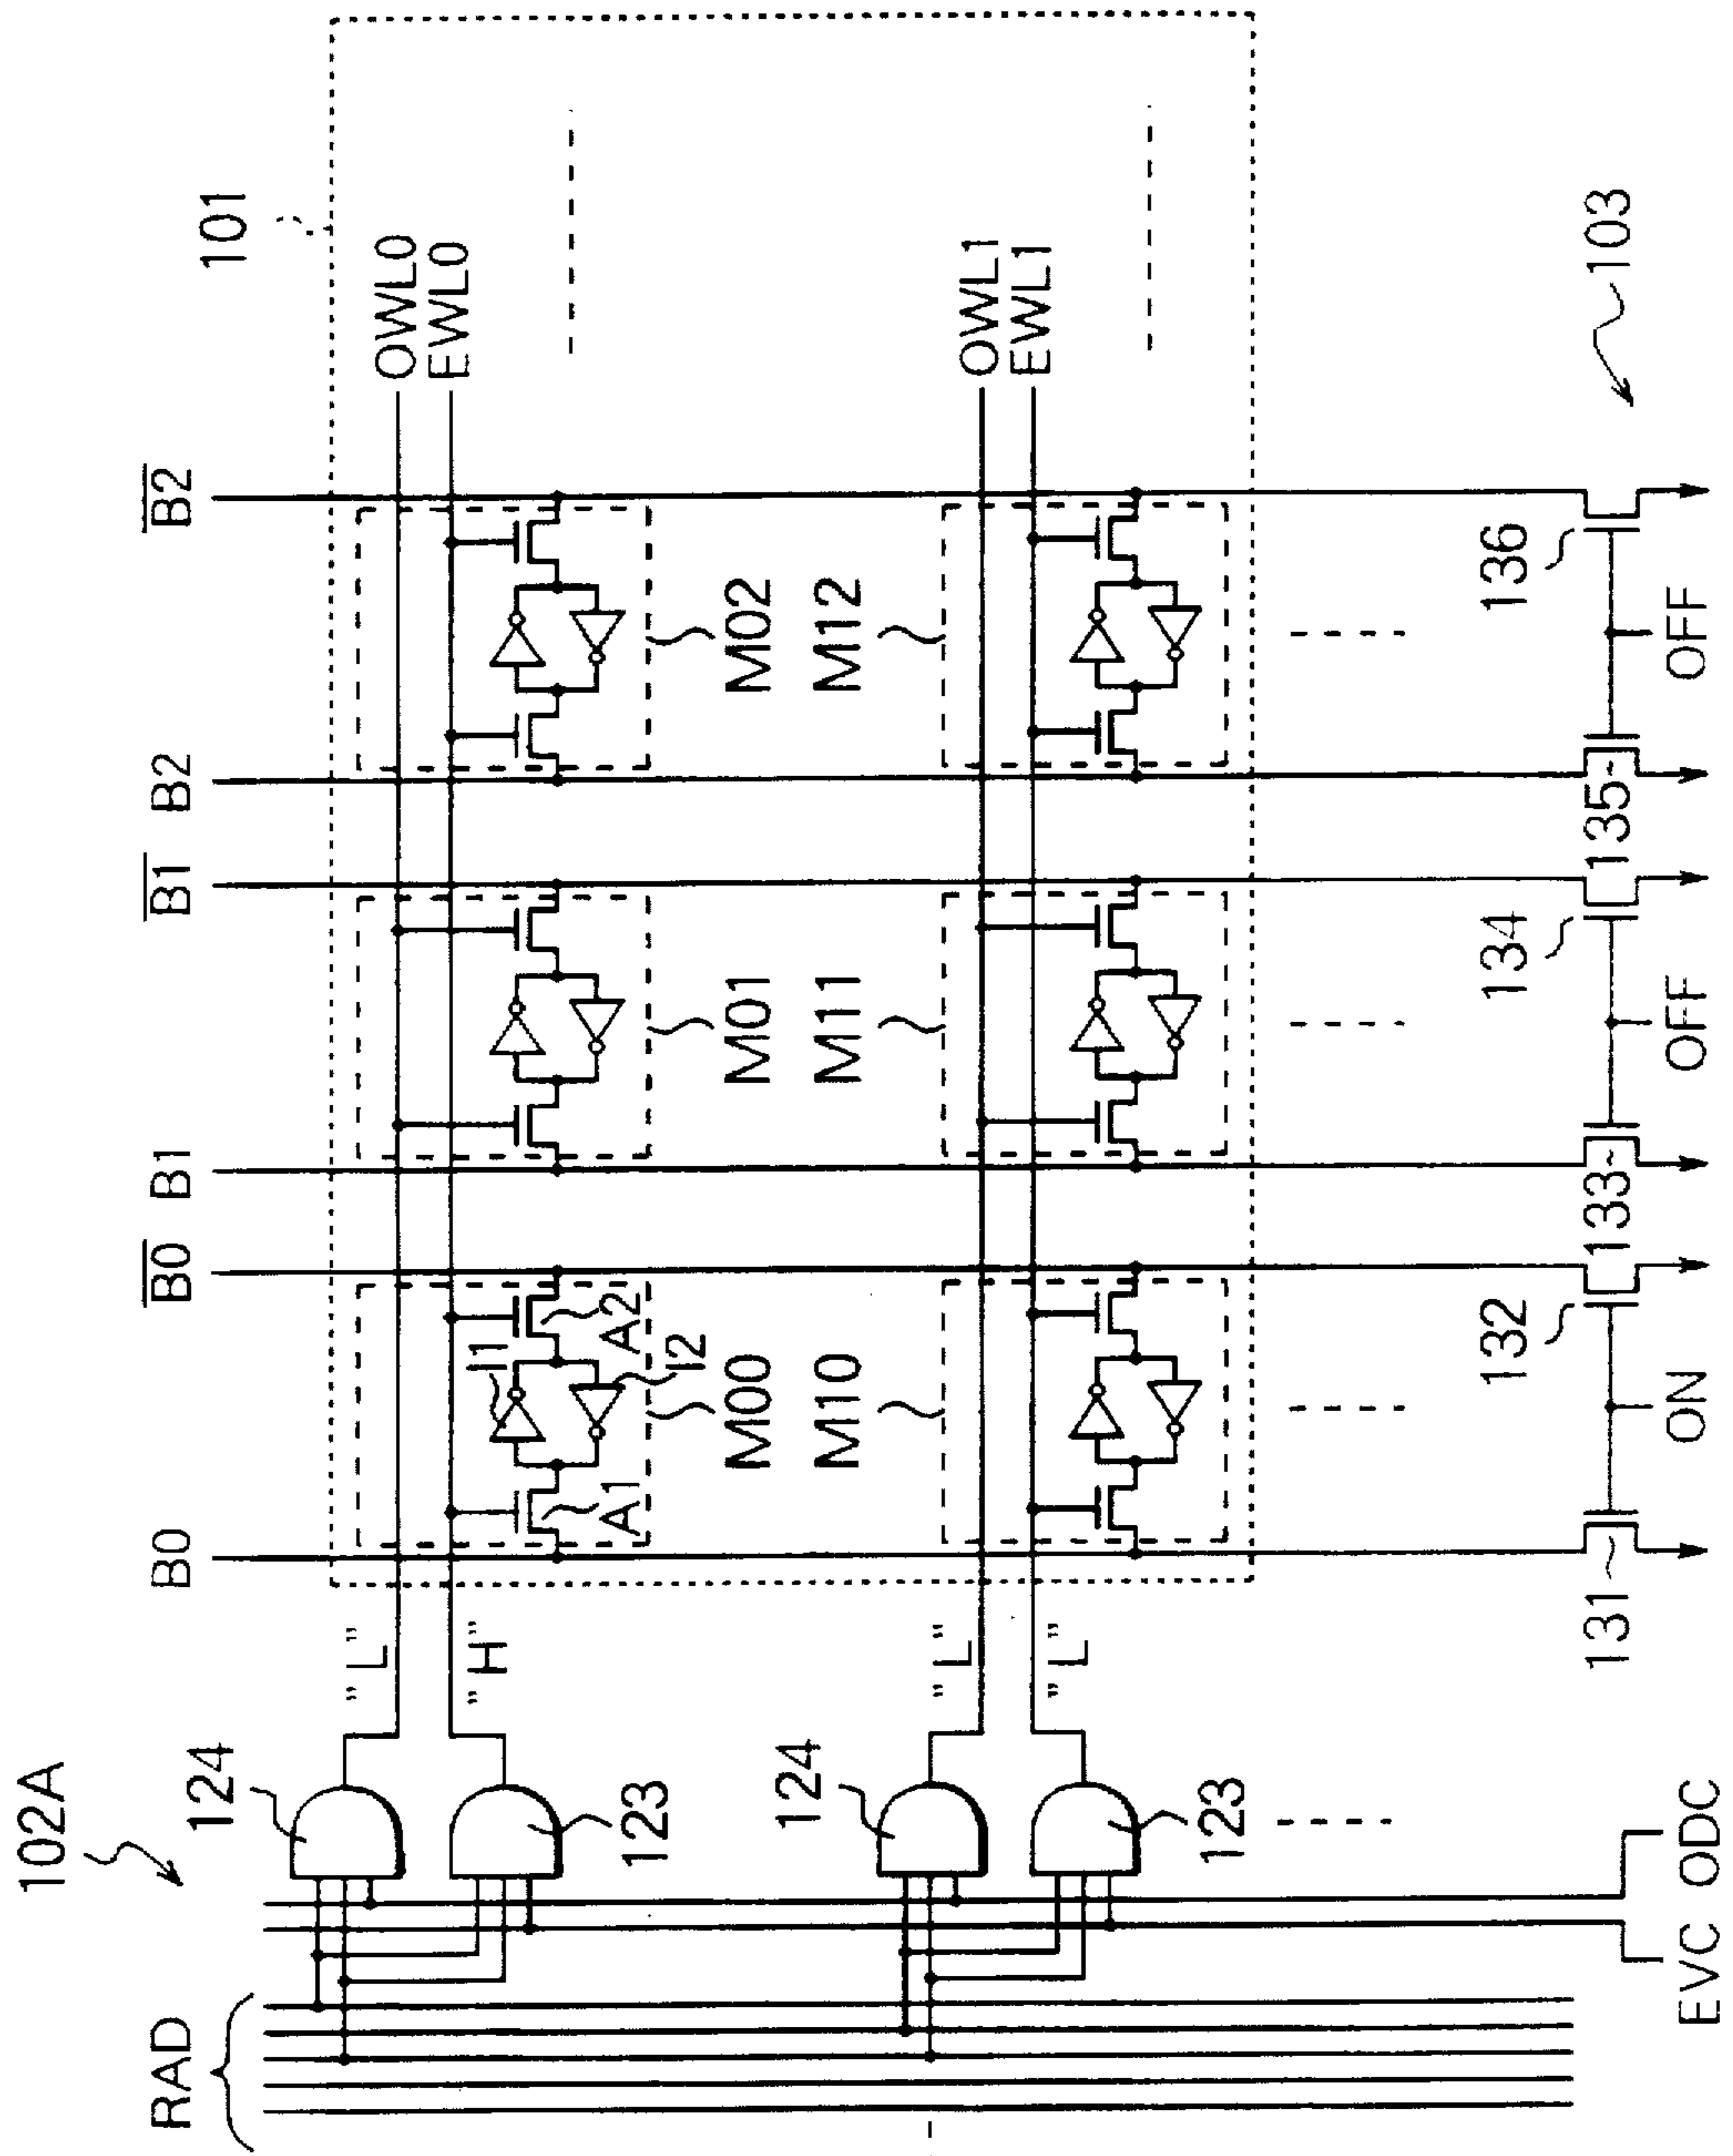 102A
101
RAD
B0
B0
B1
B1
B2
B2
124
"L"
OWL0
"H"
EWL0
I1
A1
A2
I2
123
M00
M01
M02
124
"L"
OWL1
"L"
EWL1
M10
M11
M12
123
103
131
132
133
134
135
136
EVC
ODC
ON
OFF
OFF